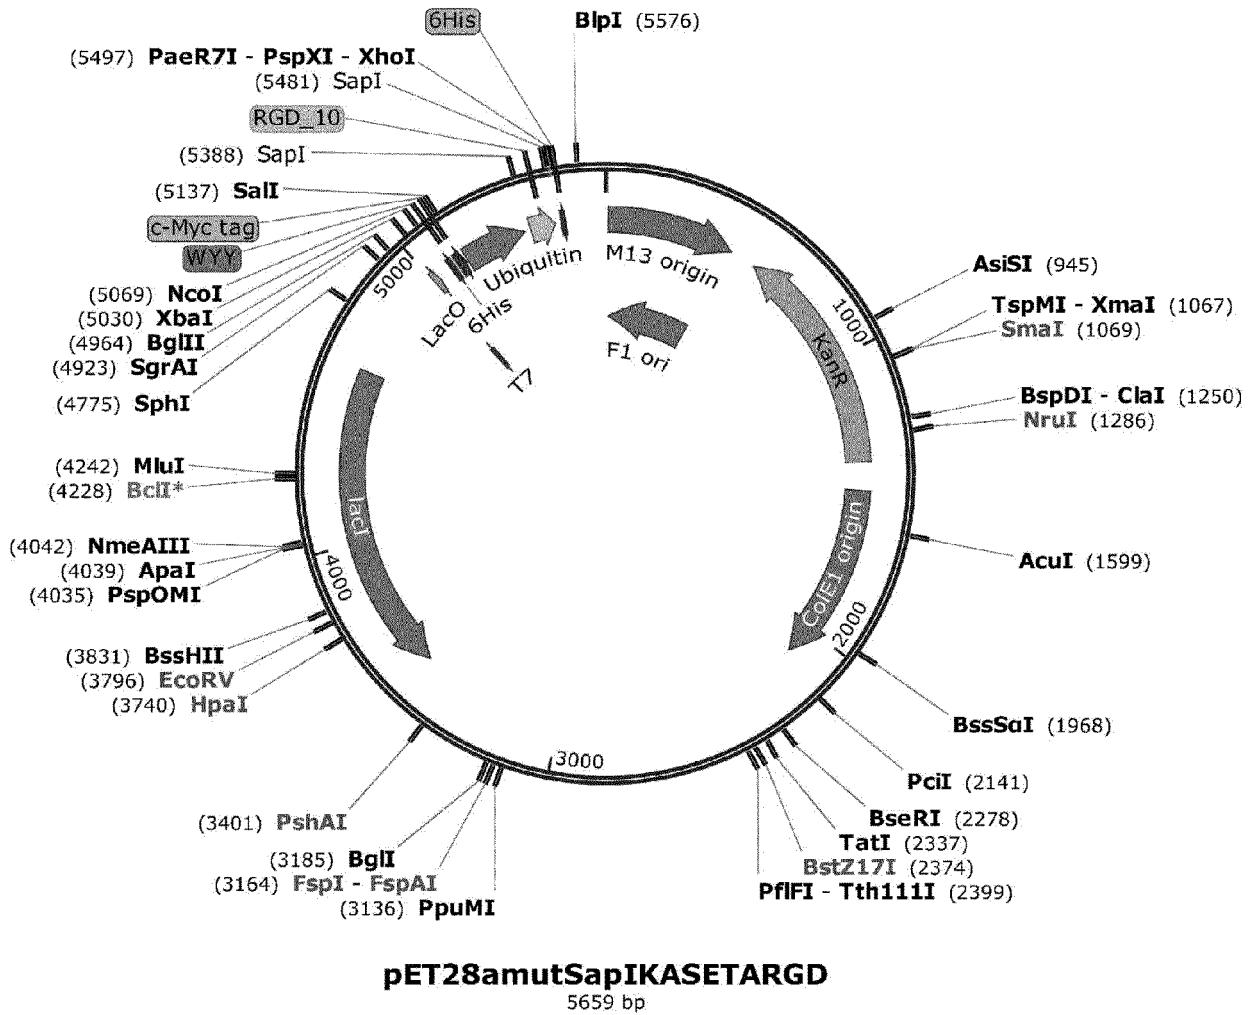 6His
BlpI (5576)
(5497) PaeR7I - PspXI - XhoI
(5481) SapI
RGD_10
(5388) SapI
(5137) SalI
c-Myc tag
WYY
(5069) NcoI
(5030) XbaI
(4964) BglII
(4923) SgrAI
(4775) SphI
(4242) MluI
(4228) BclI*
(4042) NmeAIII
(4039) ApaI
(4035) PspOMI
(3831) BssHII
(3796) EcoRV
(3740) HpaI
(3401) PshAI
(3185) BglI
(3164) FspI - FspAI
(3136) PpuMI
AsiSI (945)
TspMI - XmaI (1067)
SmaI (1069)
BspDI - ClaI (1250)
NruI (1286)
AcuI (1599)
BssSαI (1968)
PciI (2141)
BseRI (2278)
TatI (2337)
BstZ17I (2374)
PflFI - Tth111I (2399)
5000
LacO
6His
T7
Ubiquitin
M13 origin
F1 ori
KanR
1000
ColE1 origin
2000
3000
4000
lacI
pET28amutSapIKASETARGD
5659 bp